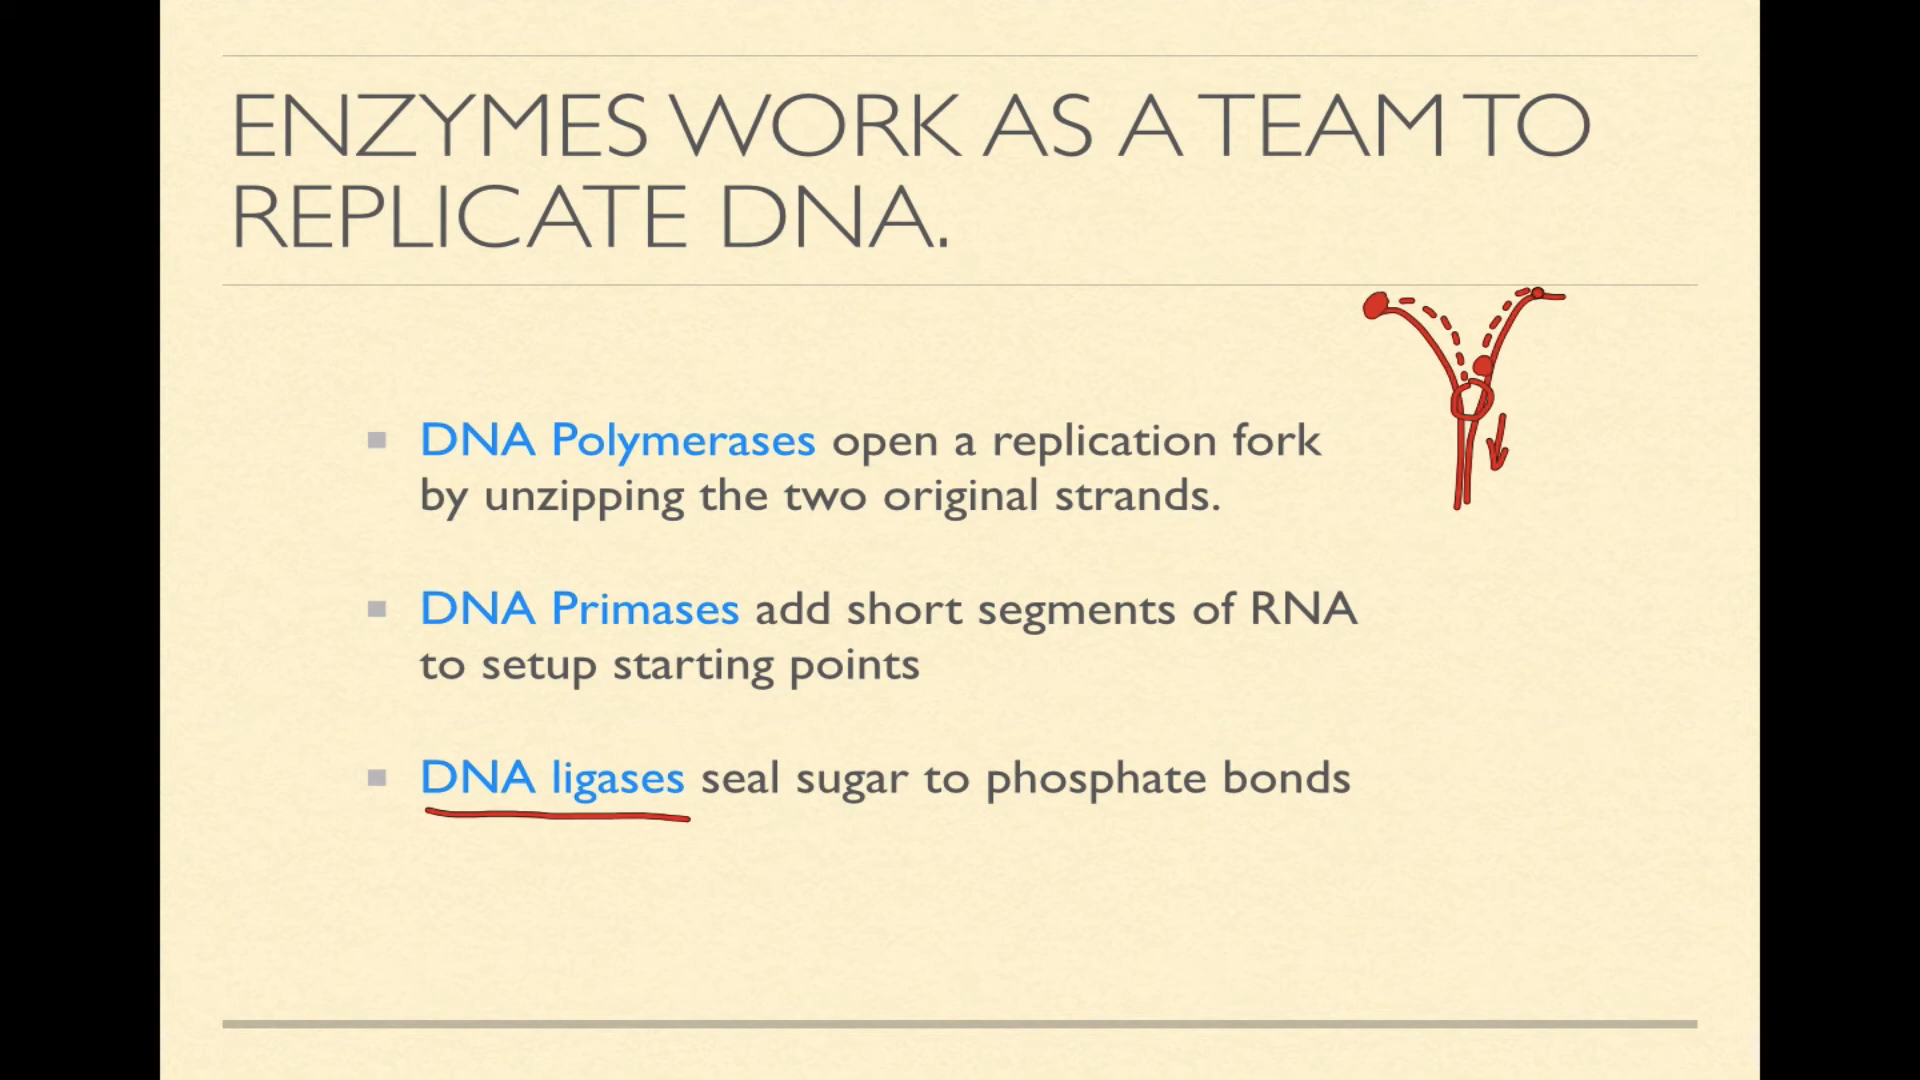 ENZYMES WORK AS A TEAM TO
REPLICATE DNA.
DNA Polymerases open a replication fork
by unzipping the two original strands.
DNA Primases add short segments of RNA
to setup starting points
DNA ligases seal sugar to phosphate bonds